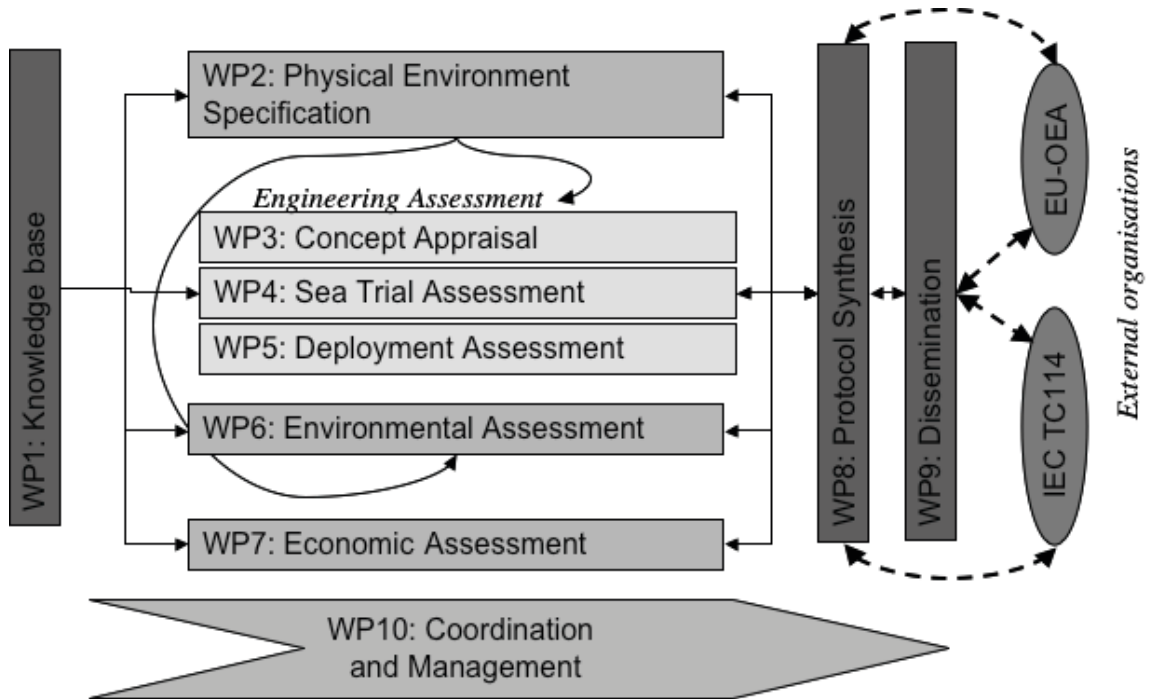 WP1: Knowledge base
WP2: Physical Environment
Specification
Engineering Assessment
WP3: Concept Appraisal
WP4: Sea Trial Assessment
WP5: Deployment Assessment
WP6: Environmental Assessment
WP7: Economic Assessment
WP8: Protocol Synthesis
WP9: Dissemination
EU-OEA
IEC TC114
External organisations
WP10: Coordination
and Management